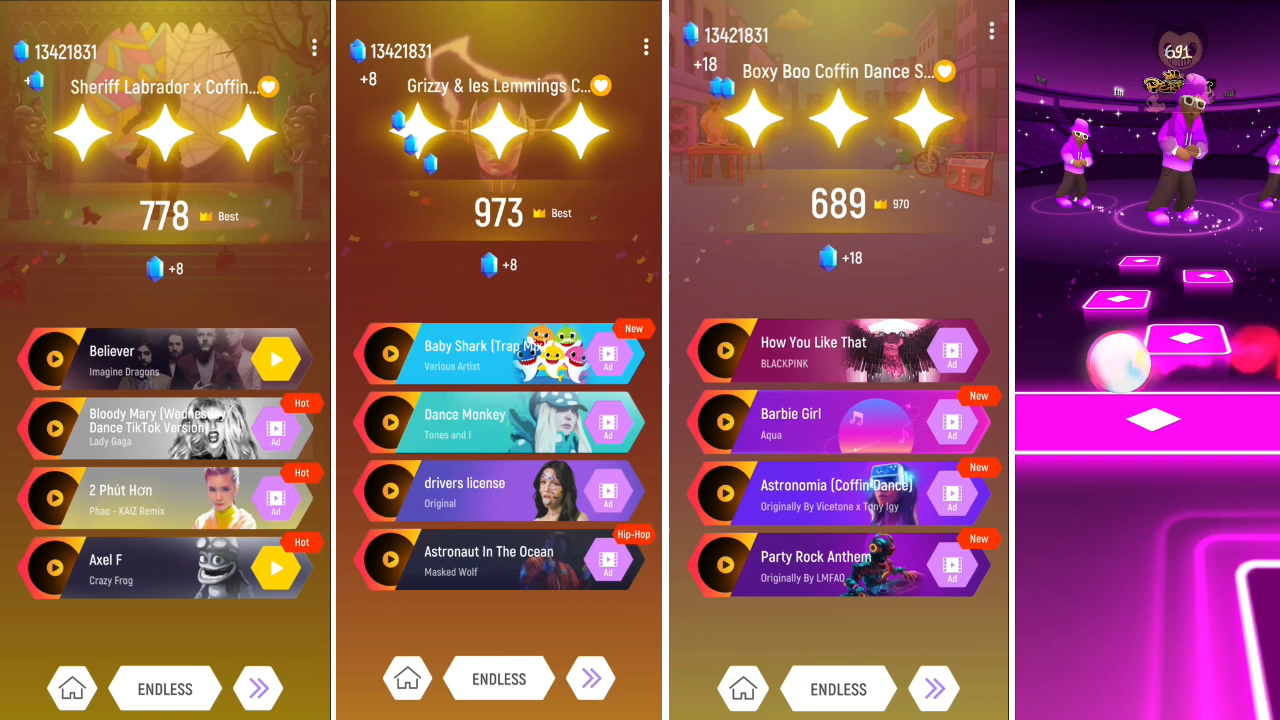 13421831
+
Sheriff Labrador x Coffin...
778
Best
+8
Believer
Imagine Dragons
Bloody Mary (Wednesday
Dance TikTok Version)
Lady Gaga
Hot
Ad
2 Phút Hơn
Phao - KAIZ Remix
Hot
Ad
Axel F
Crazy Frog
Hot
ENDLESS
13421831
+8
Grizzy & les Lemmings C...
973
Best
+8
Baby Shark (Trap Mix)
Various Artist
New
Ad
Dance Monkey
Tones and I
Ad
drivers license
Original
Ad
Astronaut In The Ocean
Masked Wolf
Hip-Hop
Ad
ENDLESS
13421831
+18
Boxy Boo Coffin Dance S...
689
970
+18
How You Like That
BLACKPINK
Ad
Barbie Girl
Aqua
New
Ad
Astronomia (Coffin Dance)
Originally By Vicetone x Tony Igy
New
Ad
Party Rock Anthem
Originally By LMFAO
New
Ad
ENDLESS
691